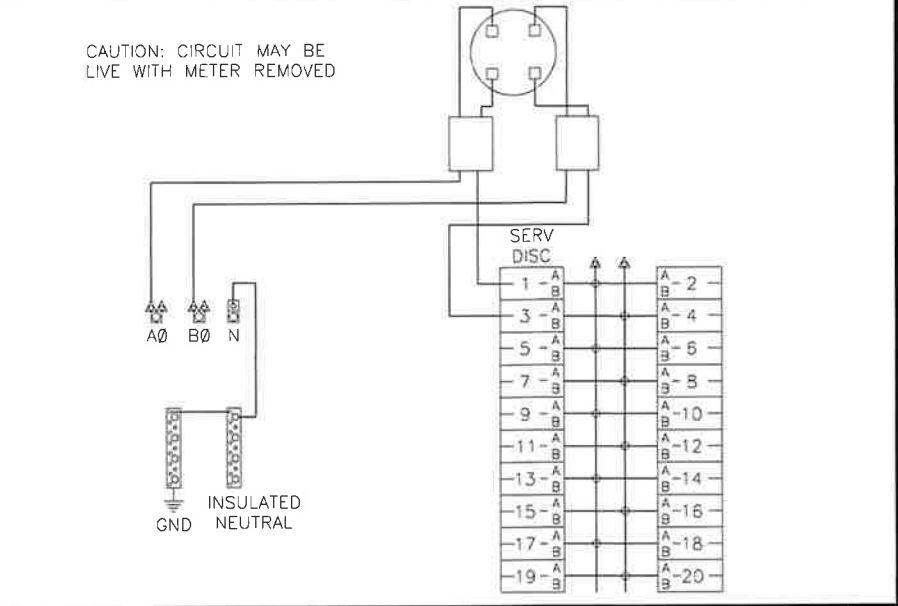 CAUTION: CIRCUIT MAY BE
LIVE WITH METER REMOVED
SERV
DISC
1 A B A B 2
3 A B A B 4
5 A B A B 6
7 A B A B 8
9 A B A B 10
11 A B A B 12
13 A B A B 14
15 A B A B 16
17 A B A B 18
19 A B A B 20
AØ BØ N
GND
INSULATED
NEUTRAL